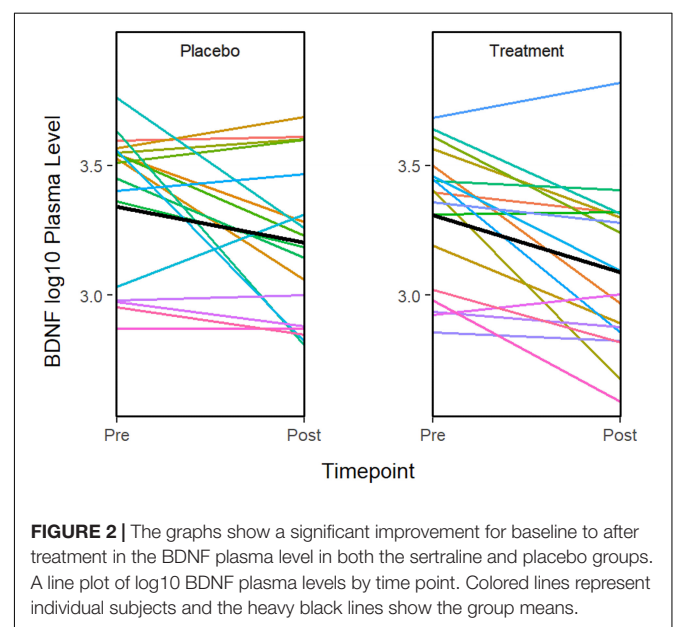 Placebo
Treatment
BDNF log10 Plasma Level
3.5
3.0
3.5
3.0
Pre
Post
Pre
Post
Timepoint
FIGURE 2 | The graphs show a significant improvement for baseline to after
treatment in the BDNF plasma level in both the sertraline and placebo groups.
A line plot of log10 BDNF plasma levels by time point. Colored lines represent
individual subjects and the heavy black lines show the group means.